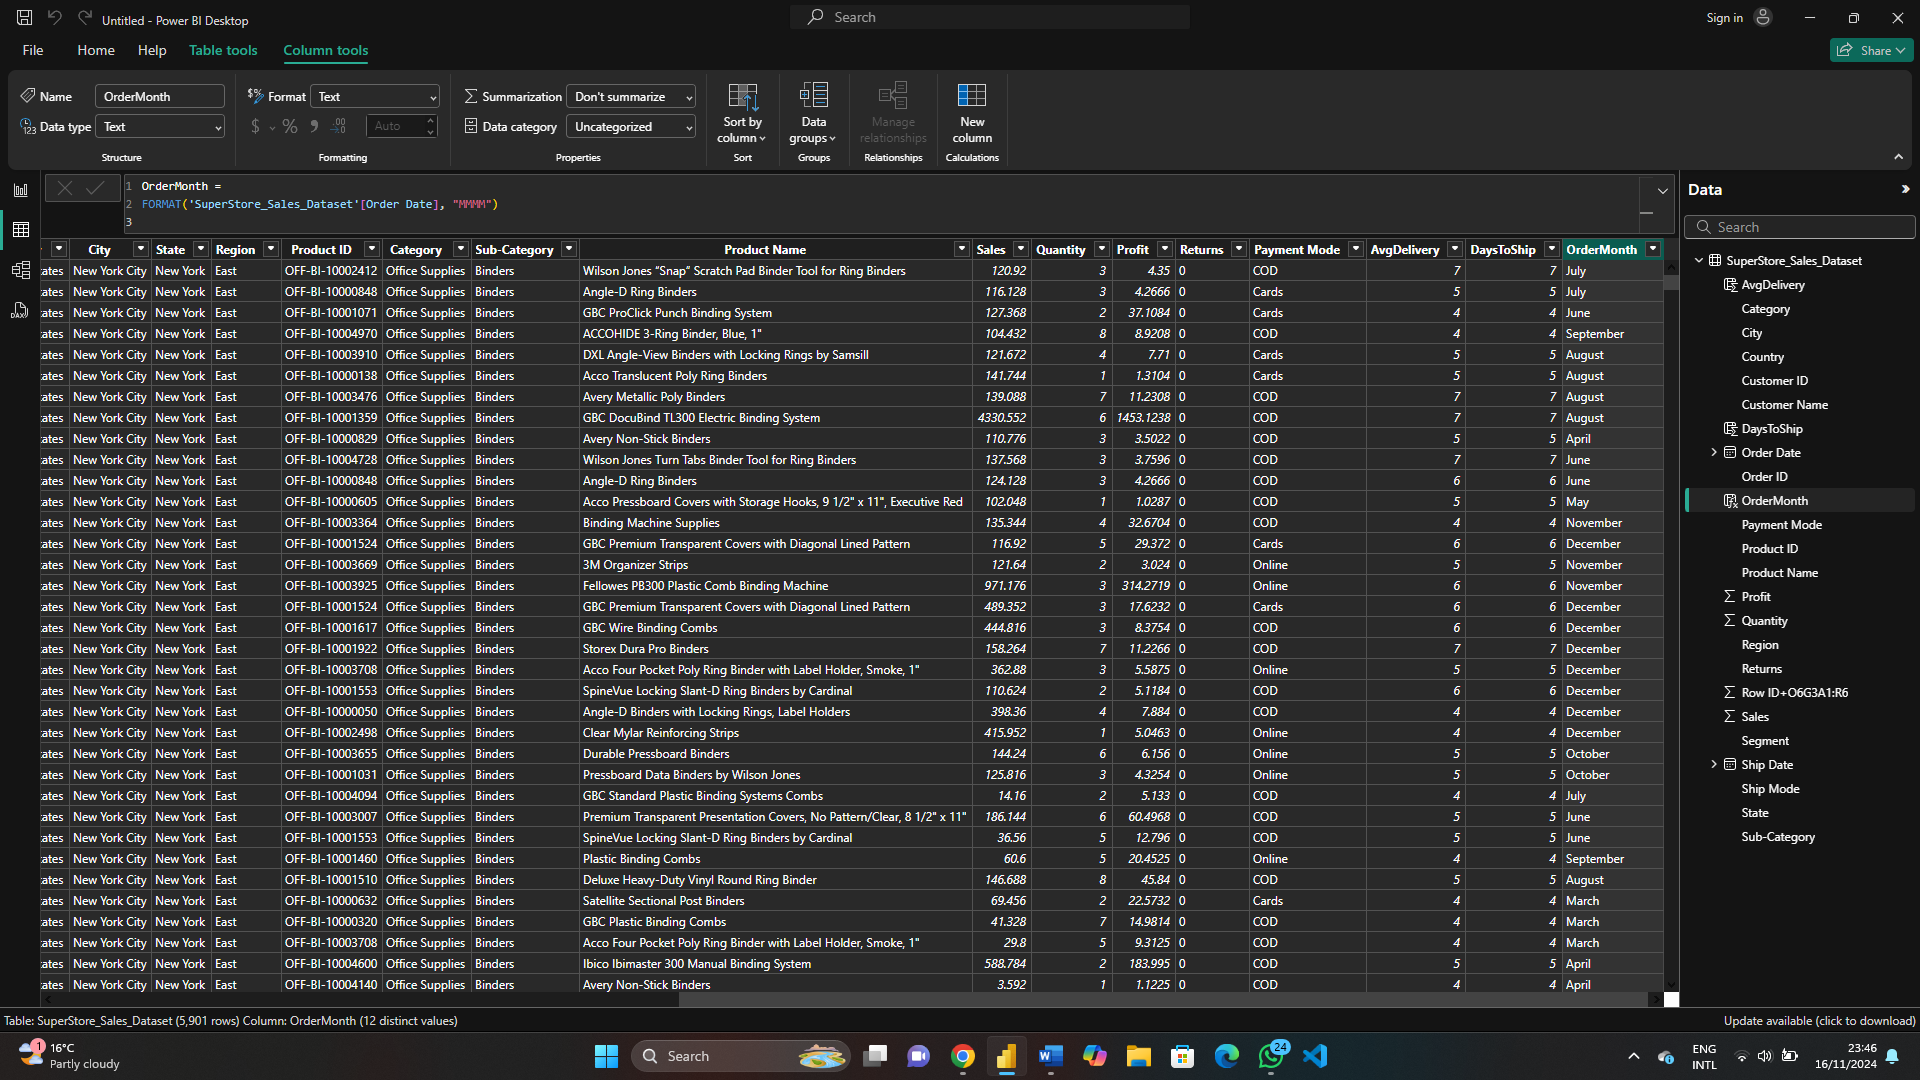 Untitled - Power BI Desktop
Search
Sign in
File Home Help Table tools Column tools
Share
Name OrderMonth
Data type Text
Structure
Format Text
$ % Auto
Formatting
Summarization Don't summarize
Data category Uncategorized
Properties
Sort by column
Sort
Data groups
Groups
Manage relationships
Relationships
New column
Calculations
1 OrderMonth =
2 FORMAT('SuperStore_Sales_Dataset'[Order Date], "MMMM")
3
City State Region Product ID Category Sub-Category Product Name Sales Quantity Profit Returns Payment Mode AvgDelivery DaysToShip OrderMonth
tates New York City New York East OFF-BI-10002412 Office Supplies Binders Wilson Jones “Snap” Scratch Pad Binder Tool for Ring Binders 120.92 3 4.35 0 COD 7 7 July
tates New York City New York East OFF-BI-10000848 Office Supplies Binders Angle-D Ring Binders 116.128 3 4.2666 0 Cards 5 5 July
tates New York City New York East OFF-BI-10001071 Office Supplies Binders GBC ProClick Punch Binding System 127.368 2 37.1084 0 Cards 4 4 June
tates New York City New York East OFF-BI-10004970 Office Supplies Binders ACCOHIDE 3-Ring Binder, Blue, 1" 104.432 8 8.9208 0 COD 4 4 September
tates New York City New York East OFF-BI-10003910 Office Supplies Binders DXL Angle-View Binders with Locking Rings by Samsill 121.672 4 7.71 0 Cards 5 5 August
tates New York City New York East OFF-BI-10000138 Office Supplies Binders Acco Translucent Poly Ring Binders 141.744 1 1.3104 0 Cards 5 5 August
tates New York City New York East OFF-BI-10003476 Office Supplies Binders Avery Metallic Poly Binders 139.088 7 11.2308 0 COD 7 7 August
tates New York City New York East OFF-BI-10001359 Office Supplies Binders GBC DocuBind TL300 Electric Binding System 4330.552 6 1453.1238 0 COD 7 7 August
tates New York City New York East OFF-BI-10000829 Office Supplies Binders Avery Non-Stick Binders 110.776 3 3.5022 0 COD 5 5 April
tates New York City New York East OFF-BI-10004728 Office Supplies Binders Wilson Jones Turn Tabs Binder Tool for Ring Binders 137.568 3 3.7596 0 COD 7 7 June
tates New York City New York East OFF-BI-10000848 Office Supplies Binders Angle-D Ring Binders 124.128 3 4.2666 0 COD 6 6 June
tates New York City New York East OFF-BI-10000605 Office Supplies Binders Acco Pressboard Covers with Storage Hooks, 9 1/2" x 11", Executive Red 102.048 1 1.0287 0 COD 5 5 May
tates New York City New York East OFF-BI-10003364 Office Supplies Binders Binding Machine Supplies 135.344 4 32.6704 0 COD 4 4 November
tates New York City New York East OFF-BI-10001524 Office Supplies Binders GBC Premium Transparent Covers with Diagonal Lined Pattern 116.92 5 29.372 0 Cards 6 6 December
tates New York City New York East OFF-BI-10003669 Office Supplies Binders 3M Organizer Strips 121.64 2 3.024 0 Online 5 5 November
tates New York City New York East OFF-BI-10003925 Office Supplies Binders Fellowes PB300 Plastic Comb Binding Machine 971.176 3 314.2719 0 Online 6 6 November
tates New York City New York East OFF-BI-10001524 Office Supplies Binders GBC Premium Transparent Covers with Diagonal Lined Pattern 489.352 3 17.6232 0 Cards 6 6 December
tates New York City New York East OFF-BI-10001617 Office Supplies Binders GBC Wire Binding Combs 444.816 3 8.3754 0 COD 6 6 December
tates New York City New York East OFF-BI-10001922 Office Supplies Binders Storex Dura Pro Binders 158.264 7 11.2266 0 COD 7 7 December
tates New York City New York East OFF-BI-10003708 Office Supplies Binders Acco Four Pocket Poly Ring Binder with Label Holder, Smoke, 1" 362.88 3 5.5875 0 Online 5 5 December
tates New York City New York East OFF-BI-10001553 Office Supplies Binders SpineVue Locking Slant-D Ring Binders by Cardinal 110.624 2 5.1184 0 COD 6 6 December
tates New York City New York East OFF-BI-10000050 Office Supplies Binders Angle-D Binders with Locking Rings, Label Holders 398.36 4 7.884 0 COD 4 4 December
tates New York City New York East OFF-BI-10002498 Office Supplies Binders Clear Mylar Reinforcing Strips 415.952 1 5.0463 0 Online 4 4 December
tates New York City New York East OFF-BI-10003655 Office Supplies Binders Durable Pressboard Binders 144.24 6 6.156 0 Online 5 5 October
tates New York City New York East OFF-BI-10001031 Office Supplies Binders Pressboard Data Binders by Wilson Jones 125.816 3 4.3254 0 Online 5 5 October
tates New York City New York East OFF-BI-10004094 Office Supplies Binders GBC Standard Plastic Binding Systems Combs 14.16 2 5.133 0 COD 4 4 July
tates New York City New York East OFF-BI-10003007 Office Supplies Binders Premium Transparent Presentation Covers, No Pattern/Clear, 8 1/2" x 11" 186.144 6 60.4968 0 COD 5 5 June
tates New York City New York East OFF-BI-10001553 Office Supplies Binders SpineVue Locking Slant-D Ring Binders by Cardinal 36.56 5 12.796 0 COD 5 5 June
tates New York City New York East OFF-BI-10001460 Office Supplies Binders Plastic Binding Combs 60.6 5 20.4525 0 Online 4 4 September
tates New York City New York East OFF-BI-10001510 Office Supplies Binders Deluxe Heavy-Duty Vinyl Round Ring Binder 146.688 8 45.84 0 COD 5 5 August
tates New York City New York East OFF-BI-10000632 Office Supplies Binders Satellite Sectional Post Binders 69.456 2 22.5732 0 Cards 4 4 March
tates New York City New York East OFF-BI-10000320 Office Supplies Binders GBC Plastic Binding Combs 41.328 7 14.9814 0 COD 4 4 March
tates New York City New York East OFF-BI-10003708 Office Supplies Binders Acco Four Pocket Poly Ring Binder with Label Holder, Smoke, 1" 29.8 5 9.3125 0 COD 4 4 March
tates New York City New York East OFF-BI-10004600 Office Supplies Binders Ibico Ibimaster 300 Manual Binding System 588.784 2 183.995 0 COD 5 5 April
tates New York City New York East OFF-BI-10004140 Office Supplies Binders Avery Non-Stick Binders 3.592 1 1.1225 0 COD 4 4 April
Data
Search
SuperStore_Sales_Dataset
AvgDelivery
Category
City
Country
Customer ID
Customer Name
DaysToShip
Order Date
Order ID
OrderMonth
Payment Mode
Product ID
Product Name
Profit
Quantity
Region
Returns
Row ID+O6G3A1:R6
Sales
Segment
Ship Date
Ship Mode
State
Sub-Category
Table: SuperStore_Sales_Dataset (5,901 rows) Column: OrderMonth (12 distinct values)
Update available (click to download)
1
16°C
Partly cloudy
Search
24
ENG
INTL
23:46
16/11/2024